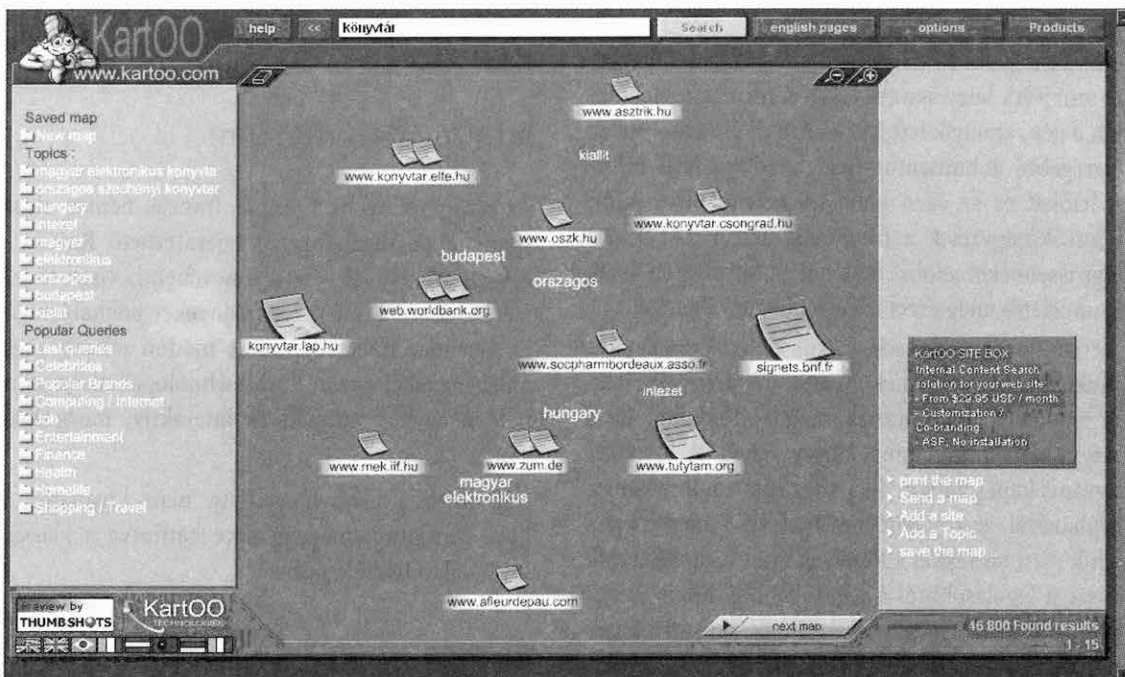 KartOO
www.kartoo.com
help << könyvtár Search english pages options Products
Saved map
New map
Topics :
magyar elektronikus konyvta
orszagos szechenyi konyvtar
hungary
intezet
magyar
elektronikus
orszagos
budapest
kiallit
Popular Queries
Last queries
Celebrities
Popular Brands
Computing / Internet
Job
Entertainment
Finance
Health
Homelife
Shopping / Travel
www.asztrik.hu
kiallit
www.konyvtar.elte.hu
www.konyvtar.csongrad.hu
www.oszk.hu
budapest
orszagos
web.worldbank.org
konyvtar.lap.hu
www.socpharmbordeaux.asso.fr
signets.bnf.fr
intezet
hungary
www.mek.iif.hu
www.zum.de
www.tutytam.org
magyar
elektronikus
www.afleurdepau.com
next map
KartOO SITE BOX
Internal Content Search
solution for your web site:
- From $29.95 USD / month
- Customization /
Co-branding
- ASP, No installation
print the map
Send a map
Add a site
Add a Topic
save the map...
Preview by
THUMBSHOTS
KartOO
TECHNOLOGIES
46 800 Found results
1 - 15